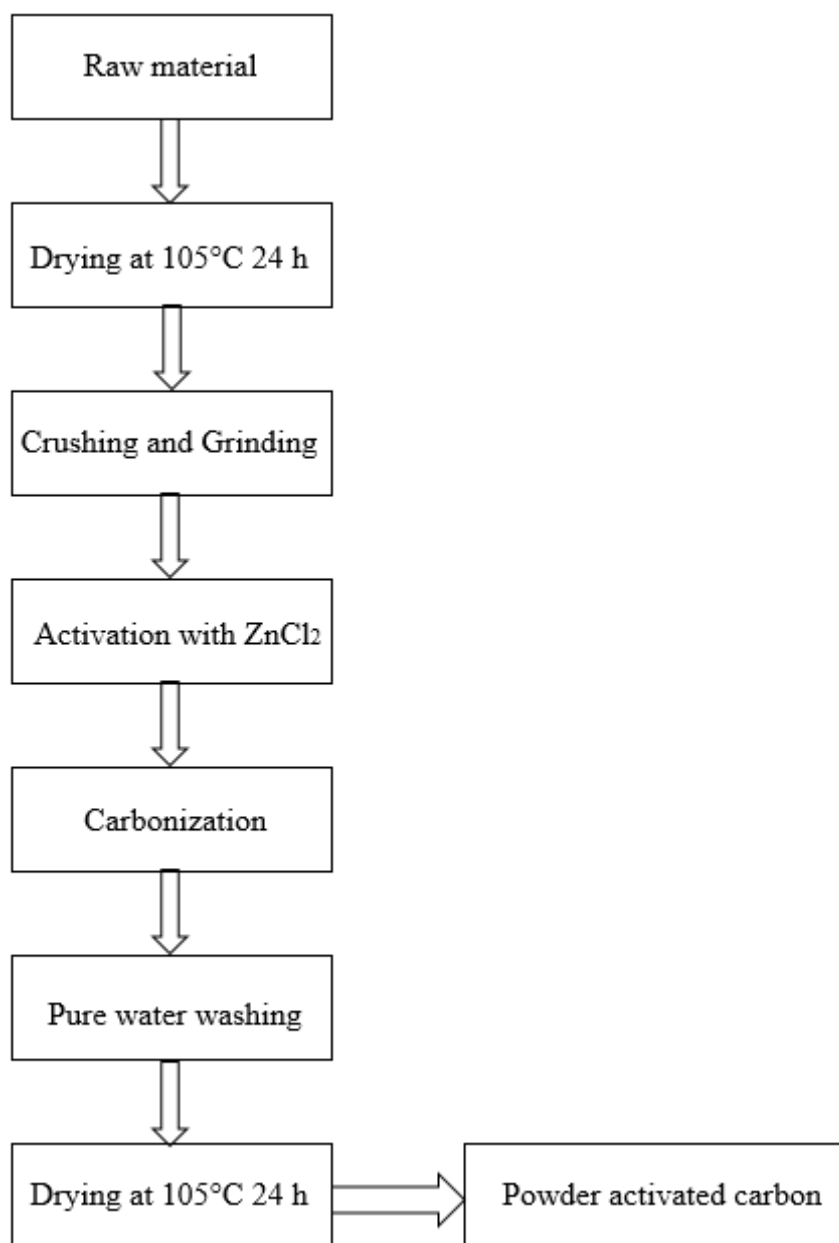 Raw material
Drying at 105°C 24 h
Crushing and Grinding
Activation with ZnCl2
Carbonization
Pure water washing
Drying at 105°C 24 h
Powder activated carbon